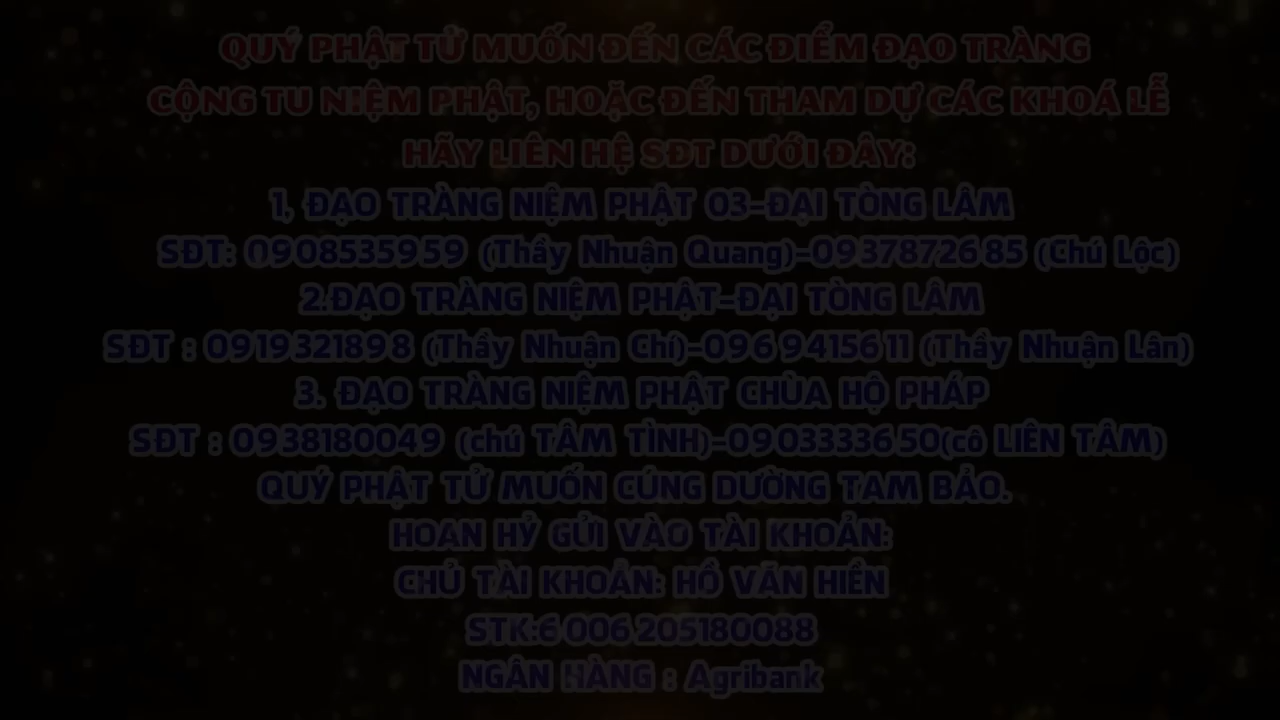 QUÝ PHẬT TỬ MUỐN ĐẾN CÁC ĐIỂM ĐẠO TRÀNG
CỘNG TU NIỆM PHẬT, HOẶC ĐẾN THAM DỰ CÁC KHOÁ LỄ
HÃY LIÊN HỆ SĐT DƯỚI ĐÂY:
1, ĐẠO TRÀNG NIỆM PHẬT 03-ĐẠI TÒNG LÂM
SĐT: 0908535959 (Thầy Nhuận Quang)-0937872685 (Chú Lộc)
2.ĐẠO TRÀNG NIỆM PHẬT-ĐẠI TÒNG LÂM
SĐT : 0919321898 (Thầy Nhuận Chí)-0969415611 (Thầy Nhuận Lân)
3. ĐẠO TRÀNG NIỆM PHẬT CHÙA HỘ PHÁP
SĐT : 0938180049 (chú TÂM TỊNH)-0903333650(cô LIÊN TÂM)
QUÝ PHẬT TỬ MUỐN CÚNG DƯỜNG TAM BẢO.
HOAN HỶ GỬI VÀO TÀI KHOẢN:
CHỦ TÀI KHOẢN: HỒ VĂN HIỀN
STK:6006205180088
NGÂN HÀNG : Agribank